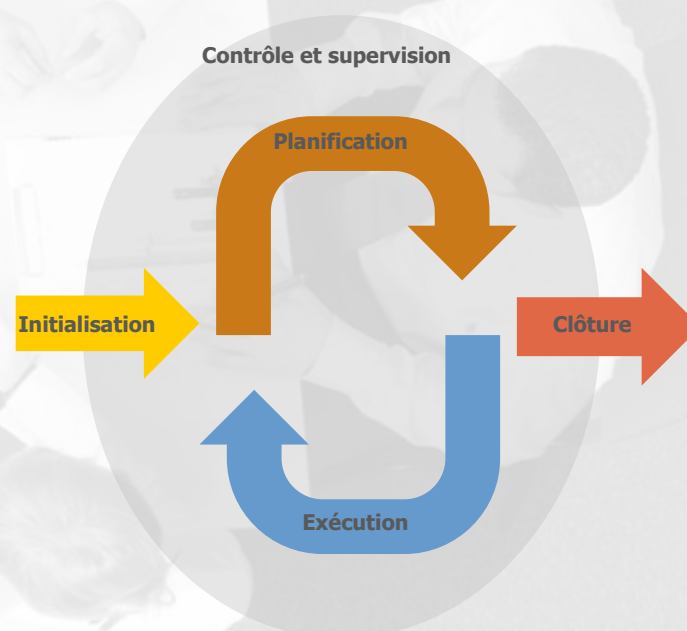 Contrôle et supervision
Planification
Initialisation
Clôture
Exécution